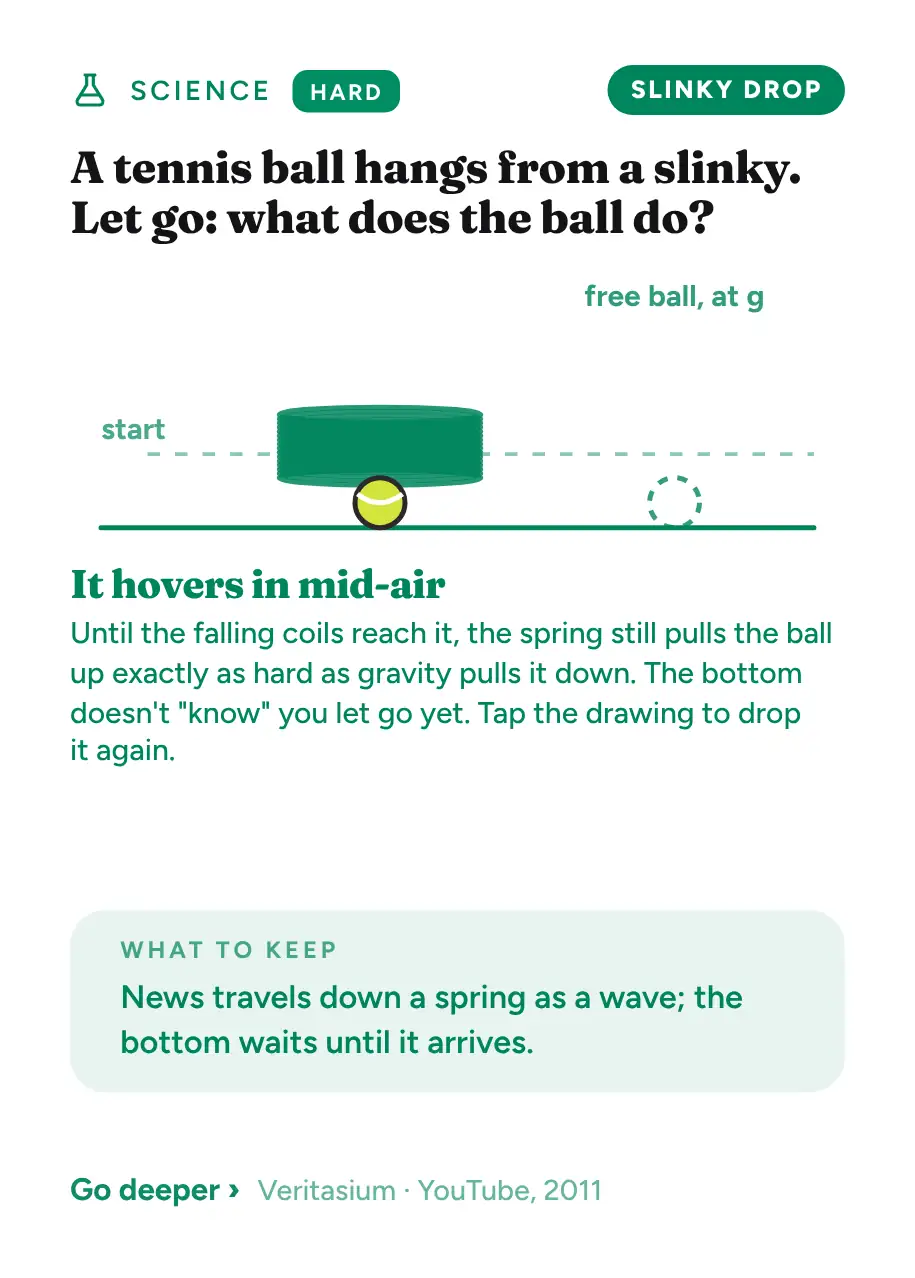 SCIENCE HARD SLINKY DROP
A tennis ball hangs from a slinky.
Let go: what does the ball do?
free ball, at g
start
It hovers in mid-air
Until the falling coils reach it, the spring still pulls the ball
up exactly as hard as gravity pulls it down. The bottom
doesn't "know" you let go yet. Tap the drawing to drop
it again.
WHAT TO KEEP
News travels down a spring as a wave; the
bottom waits until it arrives.
Go deeper › Veritasium · YouTube, 2011